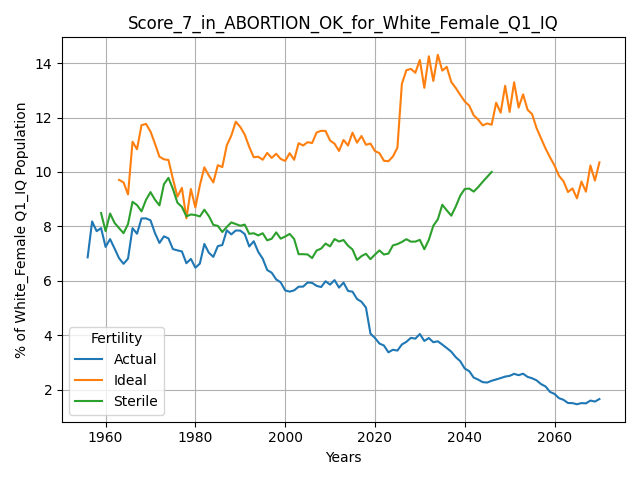 Score_7_in_ABORTION_OK_for_White_Female_Q1_IQ
% of White_Female Q1_IQ Population
14
12
10
8
6
4
2
Fertility
Actual
Ideal
Sterile
1960
1980
2000
2020
2040
2060
Years